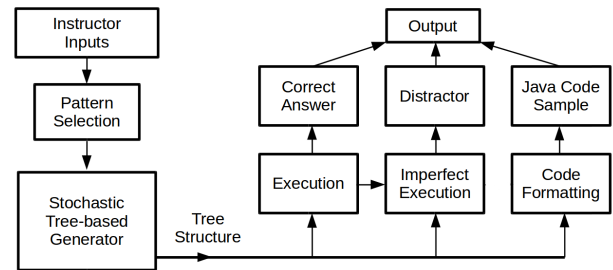 Instructor
Inputs
Pattern
Selection
Stochastic
Tree-based
Generator
Tree
Structure
Output
Correct
Answer
Distractor
Java Code
Sample
Execution
Imperfect
Execution
Code
Formatting